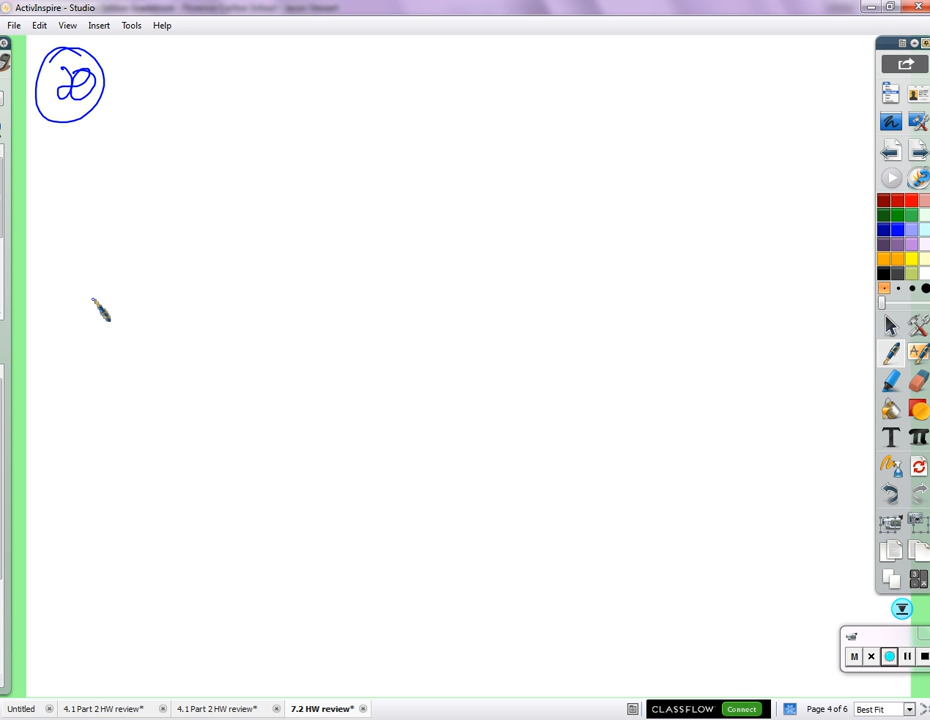 ActivInspire - Studio
File Edit View Insert Tools Help
20
Untitled 4.1 Part 2 HW review* 4.1 Part 2 HW review* 7.2 HW review* CLASSFLOW Connect Page 4 of 6 Best Fit
M
T